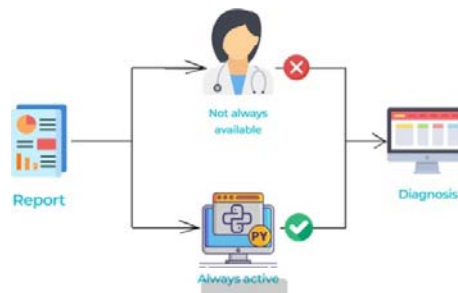 Not always
available
Report
Diagnosis
PY
Always active